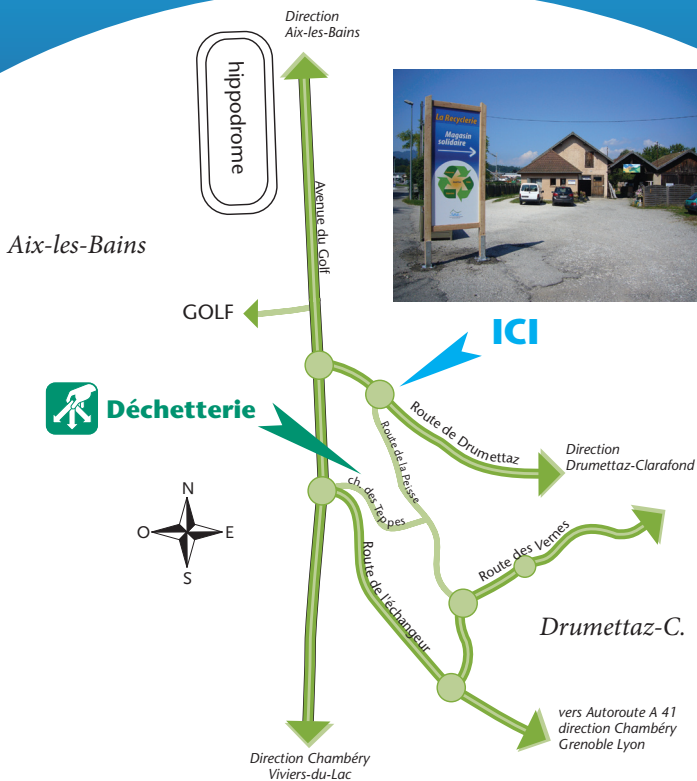 Direction
Aix-les-Bains
hippodrome
La Recyclerie
Magasin
solidaire
Avenue du Golf
Aix-les-Bains
GOLF
ICI
Déchetterie
Route de Drumettaz
Direction
Drumettaz-Clarafond
Route de la Peisse
ch. des Teppes
N
O
E
S
Route des Vernes
Route de l'échangeur
Drumettaz-C.
vers Autoroute A 41
direction Chambéry
Grenoble Lyon
Direction Chambéry
Viviers-du-Lac